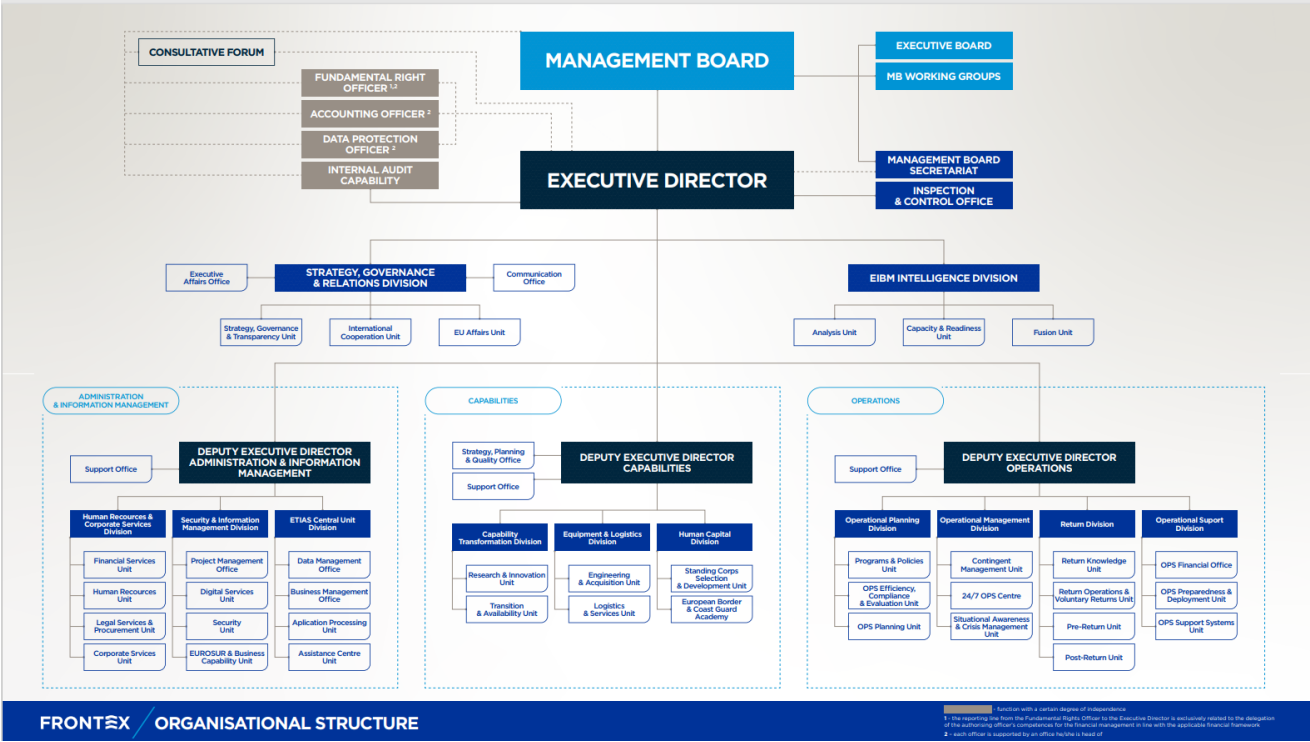 CONSULTATIVE FORUM
FUNDAMENTAL RIGHT
OFFICER 1,2
ACCOUNTING OFFICER 2
DATA PROTECTION
OFFICER 2
INTERNAL AUDIT
CAPABILITY
MANAGEMENT BOARD
EXECUTIVE BOARD
MB WORKING GROUPS
EXECUTIVE DIRECTOR
MANAGEMENT BOARD
SECRETARIAT
INSPECTION
& CONTROL OFFICE
Executive
Affairs Office
STRATEGY, GOVERNANCE
& RELATIONS DIVISION
Communication
Office
Strategy, Governance
& Transparency Unit
International
Cooperation Unit
EU Affairs Unit
EIBM INTELLIGENCE DIVISION
Analysis Unit
Capacity & Readiness
Unit
Fusion Unit
ADMINISTRATION
& INFORMATION MANAGEMENT
Support Office
DEPUTY EXECUTIVE DIRECTOR
ADMINISTRATION & INFORMATION
MANAGEMENT
Human Recources &
Corporate Services
Division
Financial Services
Unit
Human Recources
Unit
Legal Services &
Procurement Unit
Corporate Srvices
Unit
Security & Information
Management Division
Project Management
Office
Digital Services
Unit
Security
Unit
EUROSUR & Business
Capability Unit
ETIAS Central Unit
Division
Data Management
Office
Business Management
Office
Aplication Processing
Unit
Assistance Centre
Unit
CAPABILITIES
Strategy, Planning
& Quality Office
Support Office
DEPUTY EXECUTIVE DIRECTOR
CAPABILITIES
Capability
Transformation Division
Research & Innovation
Unit
Transition
& Availability Unit
Equipment & Logistics
Division
Engineering
& Acquisition Unit
Logistics
& Services Unit
Human Capital
Division
Standing Corps
Selection
& Development Unit
European Border
& Coast Guard
Academy
OPERATIONS
Support Office
DEPUTY EXECUTIVE DIRECTOR
OPERATIONS
Operational Planning
Division
Programs & Policies
Unit
OPS Efficiency,
Compliance
& Evaluation Unit
OPS Planning Unit
Operational Management
Division
Contingent
Management Unit
24/7 OPS Centre
Situational Awareness
& Crisis Management
Unit
Return Division
Return Knowledge
Unit
Return Operations &
Voluntary Returns Unit
Pre-Return Unit
Post-Return Unit
Operational Suport
Division
OPS Financial Office
OPS Preparedness &
Deployment Unit
OPS Support Systems
Unit
FRONTEX / ORGANISATIONAL STRUCTURE
- function with a certain degree of independence
1 - the reporting line from the Fundamental Rights Officer to the Executive Director is exclusively related to the delegation
of the authorising officer's competences for the financial management in line with the applicable financial framework
2 - each officer is supported by an office he/she is head of